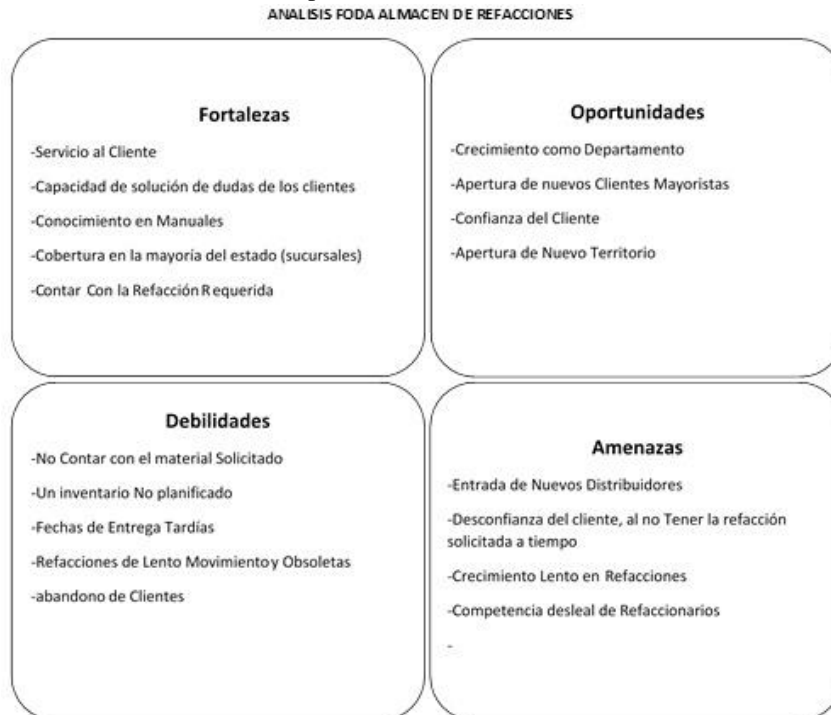 ANALISIS FODA ALMACEN DE REFACCIONES
Fortalezas
-Servicio al Cliente
-Capacidad de solución de dudas de los clientes
-Conocimiento en Manuales
-Cobertura en la mayoría del estado (sucursales)
-Contar Con la Refacción Requerida
Oportunidades
-Crecimiento como Departamento
-Apertura de nuevos Clientes Mayoristas
-Confianza del Cliente
-Apertura de Nuevo Territorio
Debilidades
-No Contar con el material Solicitado
-Un inventario No planificado
-Fechas de Entrega Tardías
-Refacciones de Lento Movimiento y Obsoletas
-abandono de Clientes
Amenazas
-Entrada de Nuevos Distribuidores
-Desconfianza del cliente, al no Tener la refacción
solicitada a tiempo
-Crecimiento Lento en Refacciones
-Competencia desleal de Refaccionarios
-